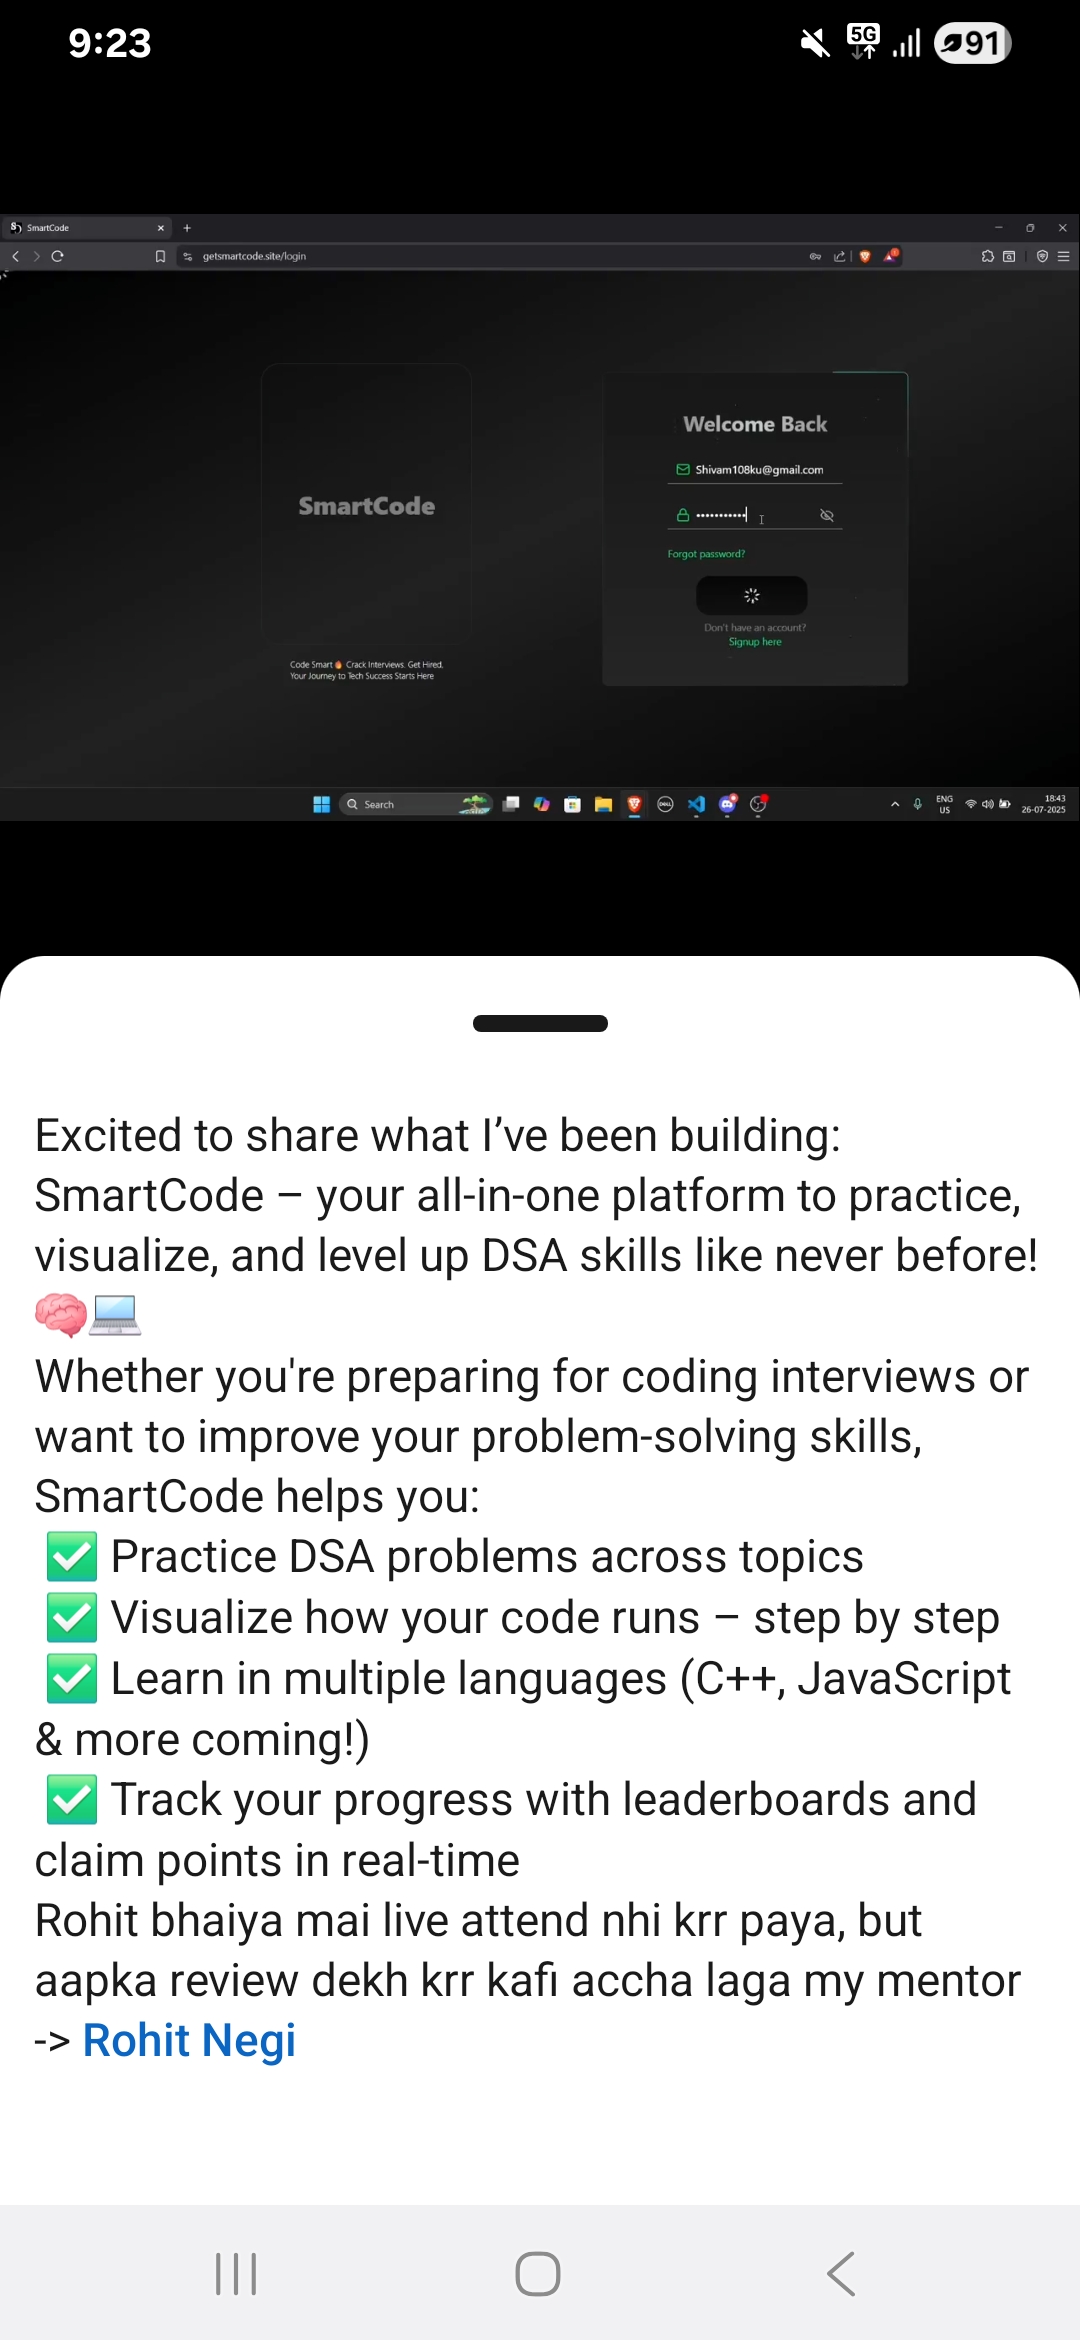 9:23
5G
91
SmartCode
getsmartcode.site/login
Welcome Back
Shivam108ku@gmail.com
SmartCode
Forgot password?
Don't have an account?
Signup here
Code Smart🔥 Crack Interviews. Get Hired.
Your Journey to Tech Success Starts Here
Search
ENG
US
18:43
26-07-2025
Excited to share what I’ve been building:
SmartCode – your all-in-one platform to practice,
visualize, and level up DSA skills like never before!
🧠💻
Whether you're preparing for coding interviews or
want to improve your problem-solving skills,
SmartCode helps you:
✅ Practice DSA problems across topics
✅ Visualize how your code runs – step by step
✅ Learn in multiple languages (C++, JavaScript
& more coming!)
✅ Track your progress with leaderboards and
claim points in real-time
Rohit bhaiya mai live attend nhi krr paya, but
aapka review dekh krr kafi accha laga my mentor
-> Rohit Negi